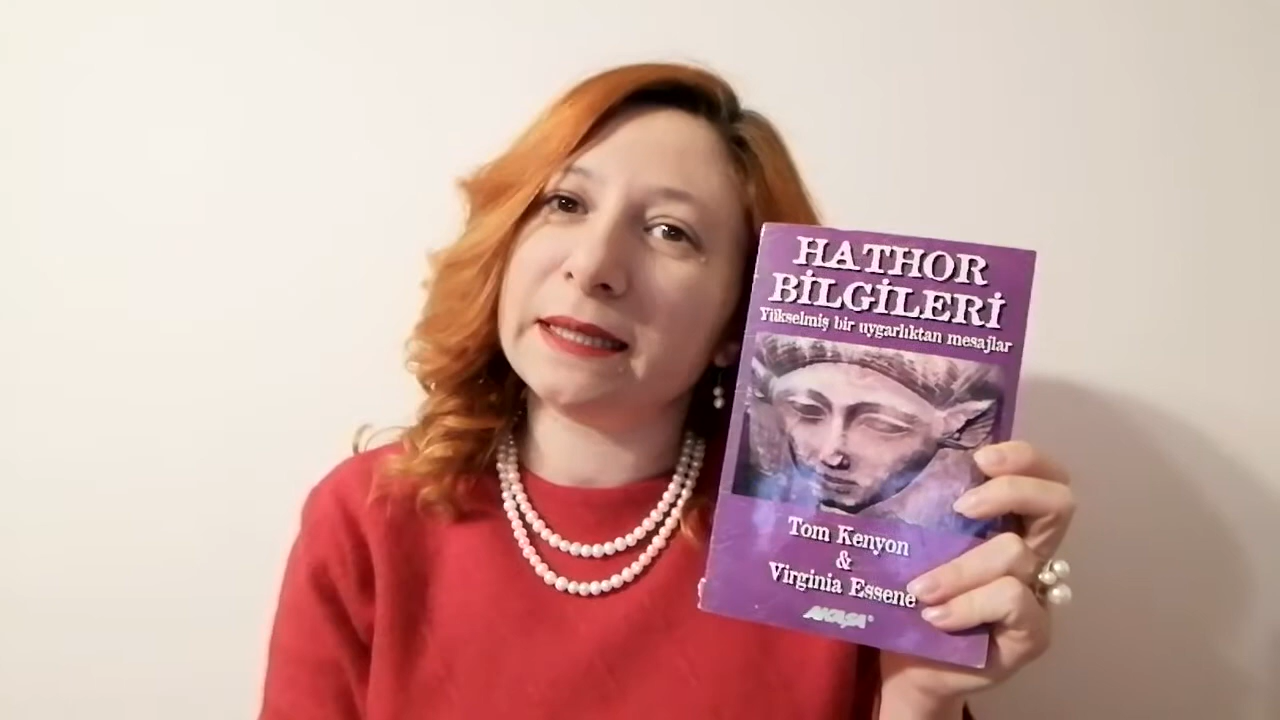 HATHOR
BİLGİLERİ
Yükselmiş bir uygarlıktan mesajlar
Tom Kenyon
&
Virginia Essene
AKAŞA®